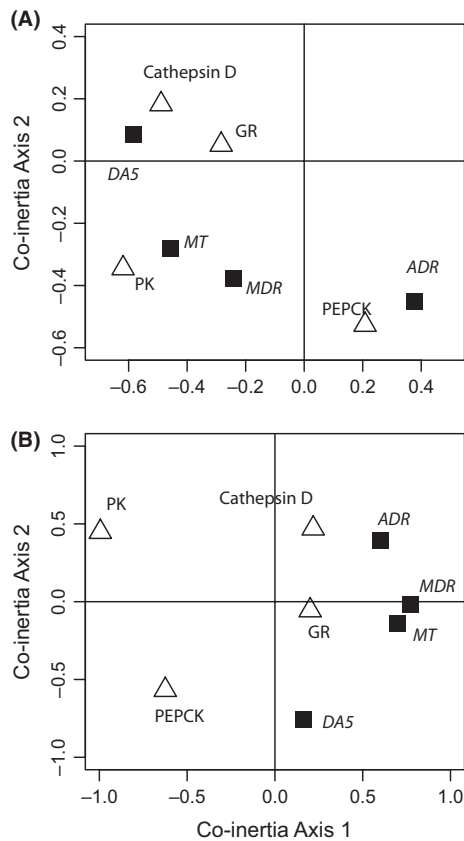 (A)
Co-inertia Axis 2
0.4
0.2
0.0
−0.2
−0.4
−0.6
Cathepsin D
GR
DA5
MT
PK
MDR
ADR
PEPCK
−0.6 −0.4 −0.2 0.0 0.2 0.4
(B)
Co-inertia Axis 2
1.0
0.5
0.0
−0.5
−1.0
PK
Cathepsin D
ADR
MDR
GR
MT
PEPCK
DA5
−1.0 −0.5 0.0 0.5 1.0
Co-inertia Axis 1